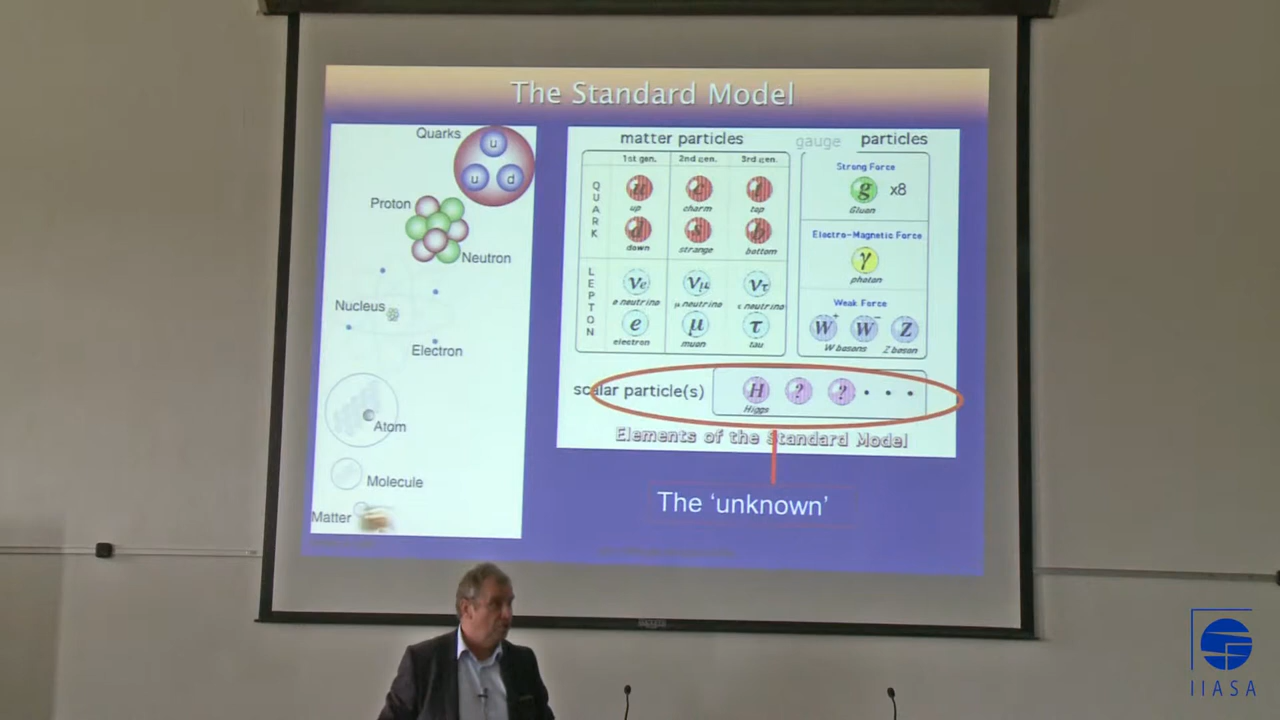 The Standard Model
Quarks
u
u d
Proton
Neutron
Nucleus
Electron
Atom
Molecule
Matter
matter particles
1st gen. 2nd gen. 3rd gen.
QUARK
u c t
up charm top
d s b
down strange bottom
LEPTON
νe νμ ντ
e neutrino μ neutrino τ neutrino
e μ τ
electron muon tau
gauge particles
Strong Force
g x8
Gluon
Electro-Magnetic Force
γ
photon
Weak Force
W+ W- Z
W bosons Z boson
scalar particle(s) H ? ? • • •
Higgs
Elements of the Standard Model
The ‘unknown’
IIASA